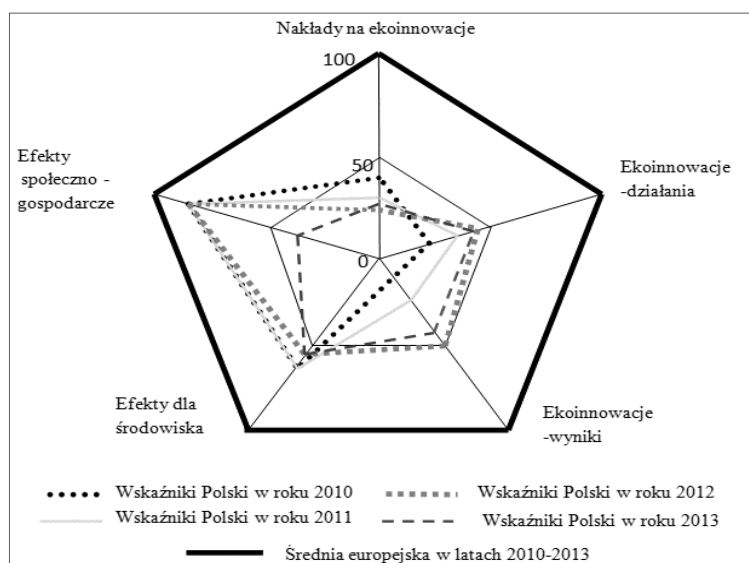 Nakłady na ekoinnowacje
100
Efekty
społeczno -
gospodarcze
50
Ekoinnowacje
-działania
0
Efekty dla
środowiska
Ekoinnowacje
-wyniki
Wskaźniki Polski w roku 2010
Wskaźniki Polski w roku 2012
Wskaźniki Polski w roku 2011
Wskaźniki Polski w roku 2013
Średnia europejska w latach 2010-2013